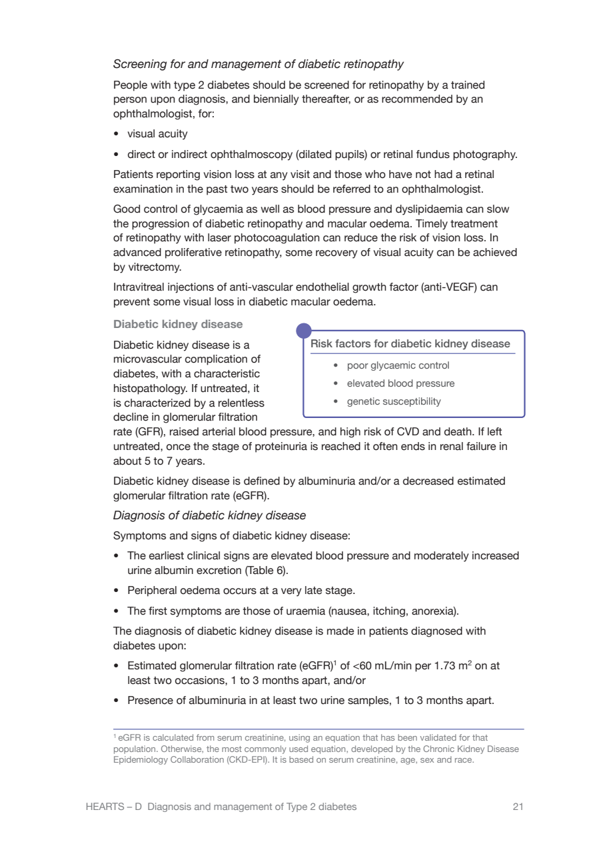 Screening for and management of diabetic retinopathy
People with type 2 diabetes should be screened for retinopathy by a trained
person upon diagnosis, and biennially thereafter, or as recommended by an
ophthalmologist, for:
• visual acuity
• direct or indirect ophthalmoscopy (dilated pupils) or retinal fundus photography.
Patients reporting vision loss at any visit and those who have not had a retinal
examination in the past two years should be referred to an ophthalmologist.
Good control of glycaemia as well as blood pressure and dyslipidaemia can slow
the progression of diabetic retinopathy and macular oedema. Timely treatment
of retinopathy with laser photocoagulation can reduce the risk of vision loss. In
advanced proliferative retinopathy, some recovery of visual acuity can be achieved
by vitrectomy.
Intravitreal injections of anti-vascular endothelial growth factor (anti-VEGF) can
prevent some visual loss in diabetic macular oedema.
Diabetic kidney disease
Diabetic kidney disease is a
microvascular complication of
diabetes, with a characteristic
histopathology. If untreated, it
is characterized by a relentless
decline in glomerular filtration
rate (GFR), raised arterial blood pressure, and high risk of CVD and death. If left
untreated, once the stage of proteinuria is reached it often ends in renal failure in
about 5 to 7 years.
Risk factors for diabetic kidney disease
• poor glycaemic control
• elevated blood pressure
• genetic susceptibility
Diabetic kidney disease is defined by albuminuria and/or a decreased estimated
glomerular filtration rate (eGFR).
Diagnosis of diabetic kidney disease
Symptoms and signs of diabetic kidney disease:
• The earliest clinical signs are elevated blood pressure and moderately increased
urine albumin excretion (Table 6).
• Peripheral oedema occurs at a very late stage.
• The first symptoms are those of uraemia (nausea, itching, anorexia).
The diagnosis of diabetic kidney disease is made in patients diagnosed with
diabetes upon:
• Estimated glomerular filtration rate (eGFR)¹ of <60 mL/min per 1.73 m² on at
least two occasions, 1 to 3 months apart, and/or
• Presence of albuminuria in at least two urine samples, 1 to 3 months apart.
¹ eGFR is calculated from serum creatinine, using an equation that has been validated for that
population. Otherwise, the most commonly used equation, developed by the Chronic Kidney Disease
Epidemiology Collaboration (CKD-EPI). It is based on serum creatinine, age, sex and race.
HEARTS – D Diagnosis and management of Type 2 diabetes 21